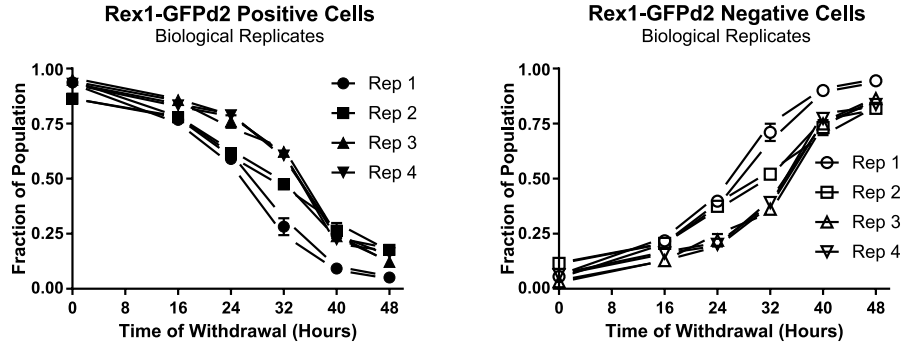 Rex1-GFPd2 Positive Cells
Biological Replicates
Fraction of Population
1.00
0.75
0.50
0.25
0.00
0 8 16 24 32 40 48
Time of Withdrawal (Hours)
Rep 1
Rep 2
Rep 3
Rep 4
Rex1-GFPd2 Negative Cells
Biological Replicates
Fraction of Population
1.00
0.75
0.50
0.25
0.00
0 8 16 24 32 40 48
Time of Withdrawal (Hours)
Rep 1
Rep 2
Rep 3
Rep 4